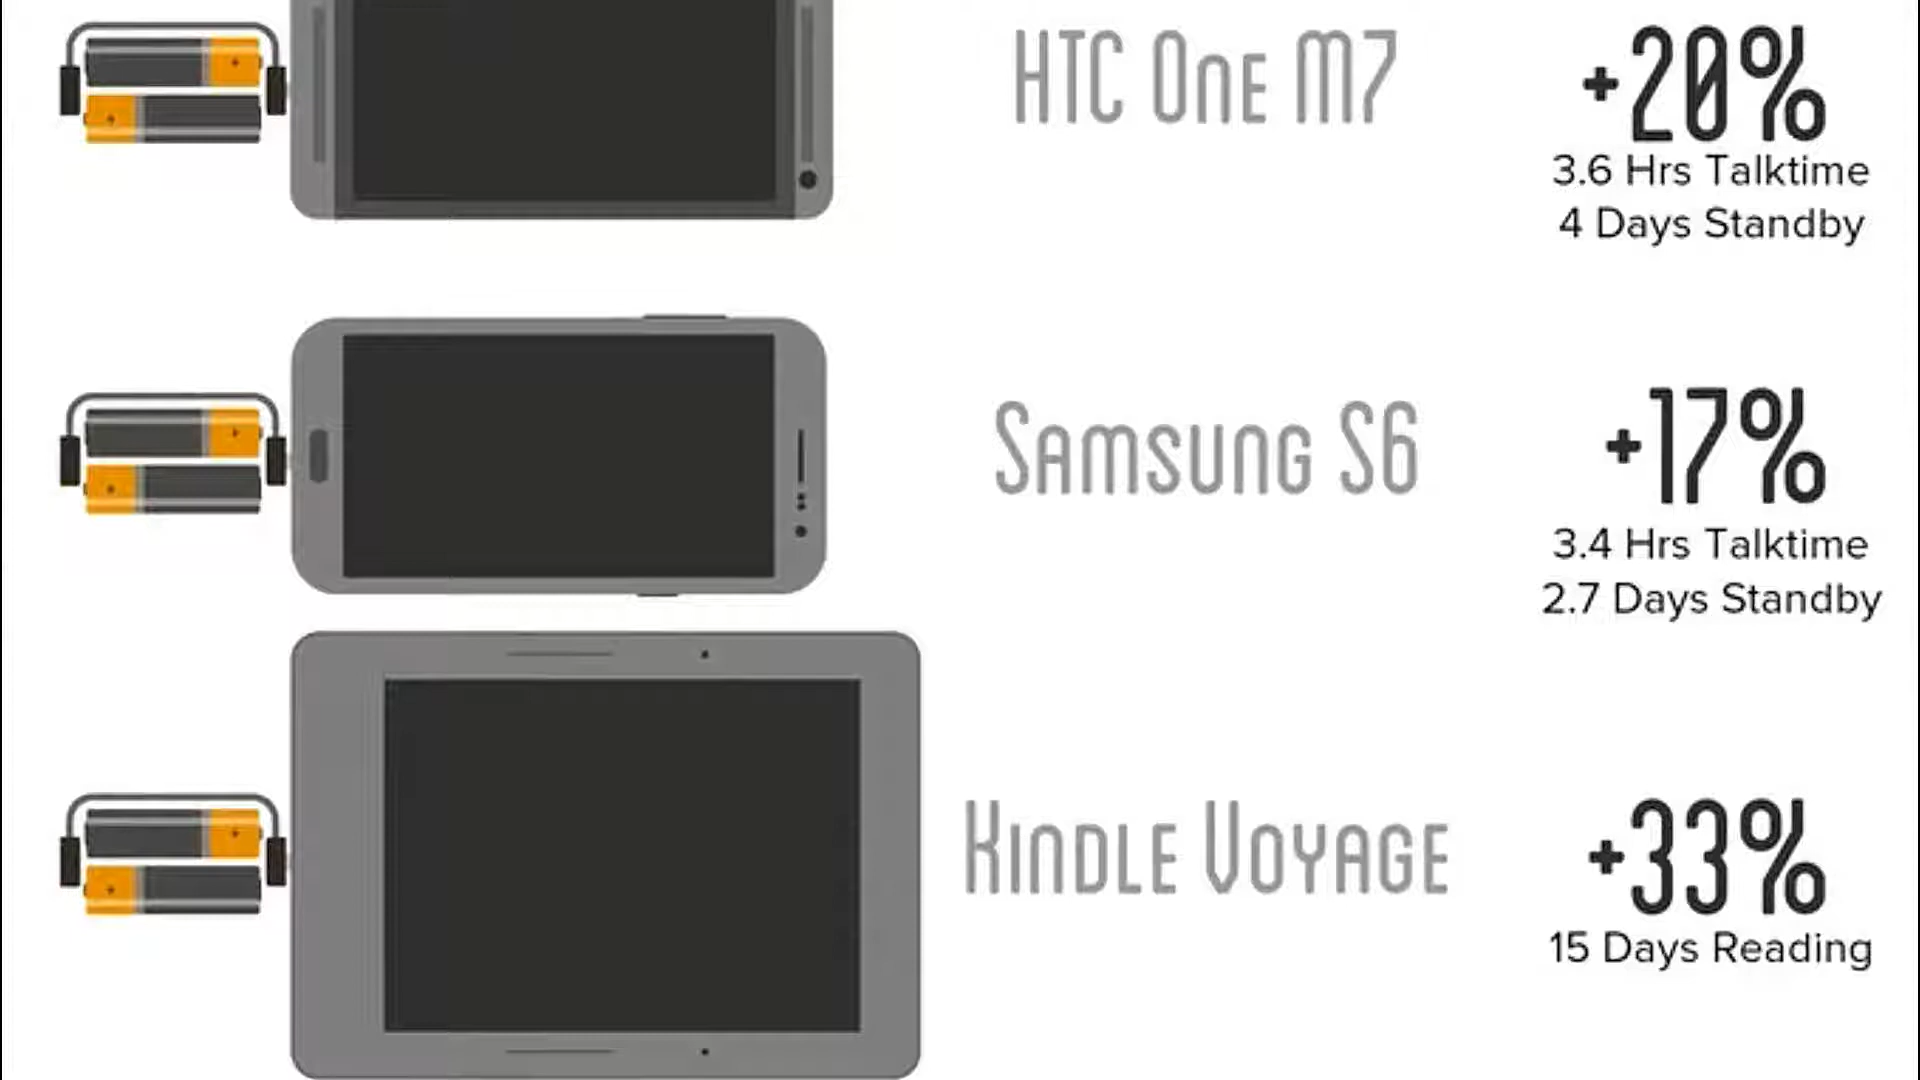 HTC One M7
+20%
3.6 Hrs Talktime
4 Days Standby
Samsung S6
+17%
3.4 Hrs Talktime
2.7 Days Standby
Kindle Voyage
+33%
15 Days Reading